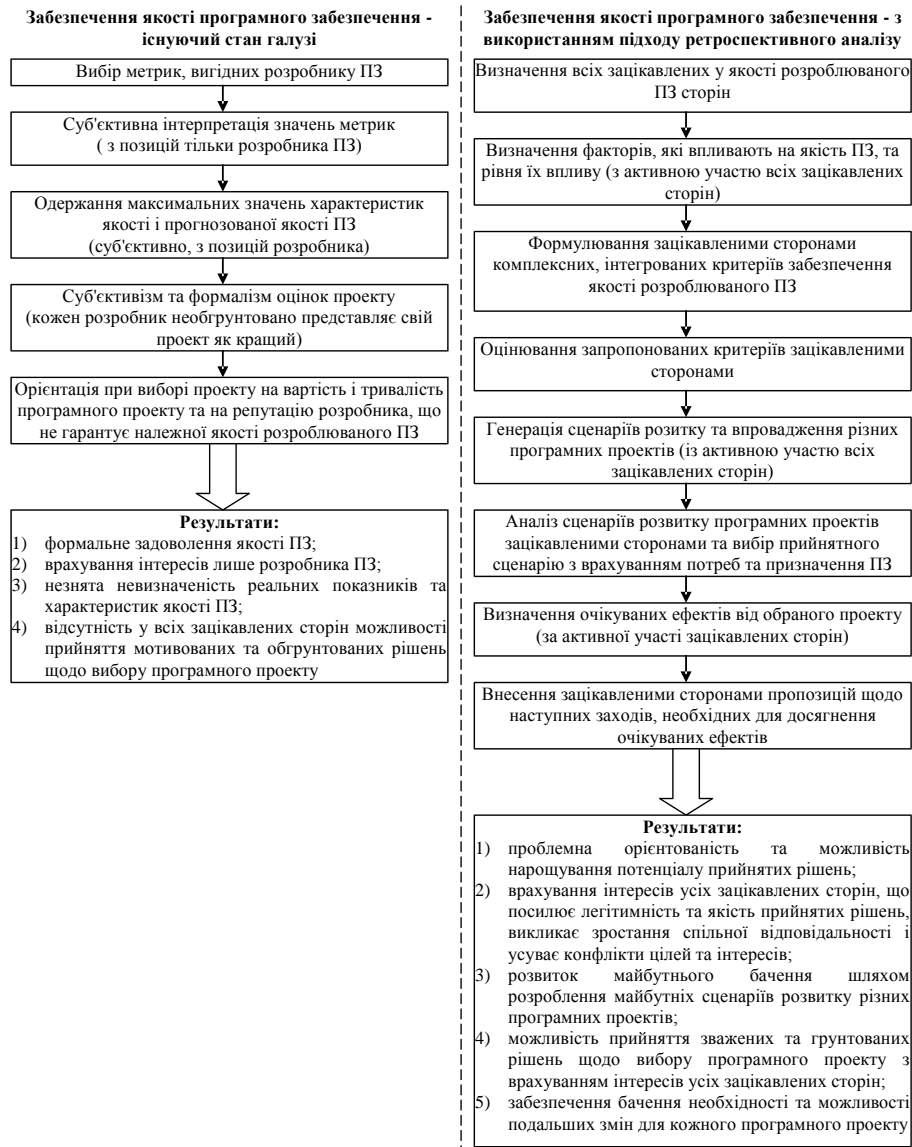 Забезпечення якості програмного забезпечення -
існуючий стан галузі
Вибір метрик, вигідних розробнику ПЗ
Суб'єктивна інтерпретація значень метрик
( з позицій тільки розробника ПЗ)
Одержання максимальних значень характеристик
якості і прогнозованої якості ПЗ
(суб'єктивно, з позицій розробника)
Суб'єктивізм та формалізм оцінок проекту
(кожен розробник необгрунтовано представляє свій
проект як кращий)
Орієнтація при виборі проекту на вартість і тривалість
програмного проекту та на репутацію розробника, що
не гарантує належної якості розроблюваного ПЗ
Результати:
1) формальне задоволення якості ПЗ;
2) врахування інтересів лише розробника ПЗ;
3) незнята невизначеність реальних показників та
характеристик якості ПЗ;
4) відсутність у всіх зацікавлених сторін можливості
прийняття мотивованих та обгрунтованих рішень
щодо вибору програмного проекту
Забезпечення якості програмного забезпечення - з
використанням підходу ретроспективного аналізу
Визначення всіх зацікавлених у якості розроблюваного
ПЗ сторін
Визначення факторів, які впливають на якість ПЗ, та
рівня їх впливу (з активною участю всіх зацікавлених
сторін)
Формулювання зацікавленими сторонами
комплексних, інтегрованих критеріїв забезпечення
якості розроблюваного ПЗ
Оцінювання запропонованих критеріїв зацікавленими
сторонами
Генерація сценаріїв розитку та впровадження різних
програмних проектів (із активною участю всіх
зацікавлених сторін)
Аналіз сценаріїв розвитку програмних проектів
зацікавленими сторонами та вибір прийнятного
сценарію з врахуванням потреб та призначення ПЗ
Визначення очікуваних ефектів від обраного проекту
(за активної участі зацікавлених сторін)
Внесення зацікавленими сторонами пропозицій щодо
наступних заходів, необхідних для досягнення
очікуваних ефектів
Результати:
1) проблемна орієнтованість та можливість
нарощування потенціалу прийнятих рішень;
2) врахування інтересів усіх зацікавлених сторін, що
посилює легітимність та якість прийнятих рішень,
викликає зростання спільної відповідальності і
усуває конфлікти цілей та інтересів;
3) розвиток майбутнього бачення шляхом
розроблення майбутніх сценаріїв розвитку різних
програмних проектів;
4) можливість прийняття зважених та грунтованих
рішень щодо вибору програмного проекту з
врахуванням інтересів усіх зацікавлених сторін;
5) забезпечення бачення необхідності та можливості
подальших змін для кожного програмного проекту